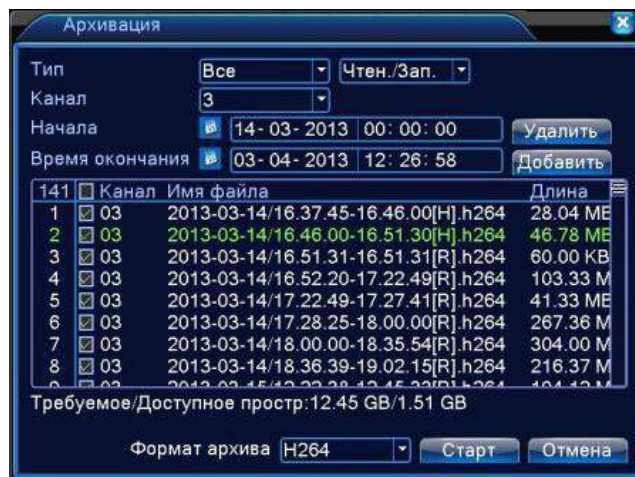 Архивация
Тип Все Чтен./Зап.
Канал 3
Начала 14-03-2013 00:00:00 Удалить
Время окончания 03-04-2013 12:26:58 Добавить
141 Канал Имя файла Длина
1 03 2013-03-14/16.37.45-16.46.00[H].h264 28.04 ME
2 03 2013-03-14/16.46.00-16.51.30[H].h264 46.78 ME
3 03 2013-03-14/16.51.31-16.51.31[R].h264 60.00 KB
4 03 2013-03-14/16.52.20-17.22.49[R].h264 103.33 M
5 03 2013-03-14/17.22.49-17.27.41[R].h264 41.33 ME
6 03 2013-03-14/17.28.25-18.00.00[R].h264 267.36 M
7 03 2013-03-14/18.00.00-18.35.54[R].h264 304.00 M
8 03 2013-03-14/18.36.39-19.02.15[R].h264 216.37 M
Требуемое/Доступное простр:12.45 GB/1.51 GB
Формат архива H264 Старт Отмена